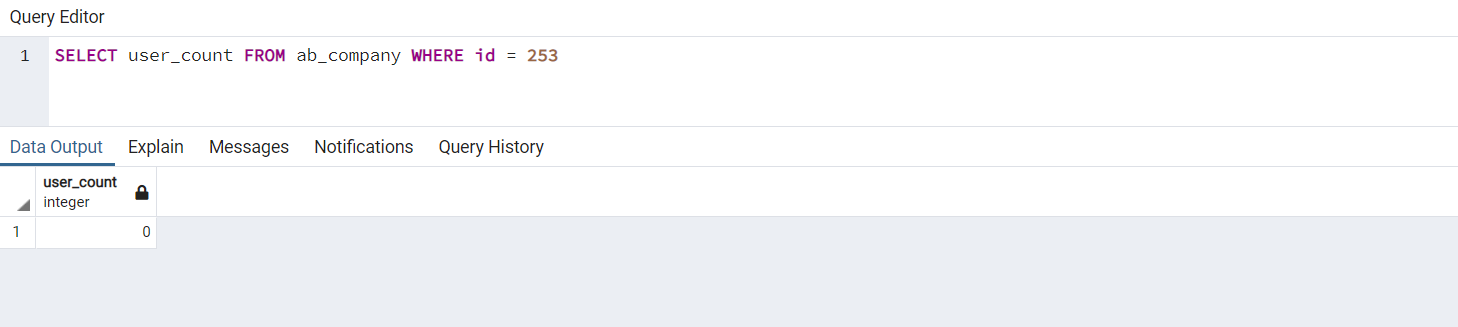 Query Editor
1 SELECT user_count FROM ab_company WHERE id = 253
Data Output Explain Messages Notifications Query History
user_count
integer
1 0